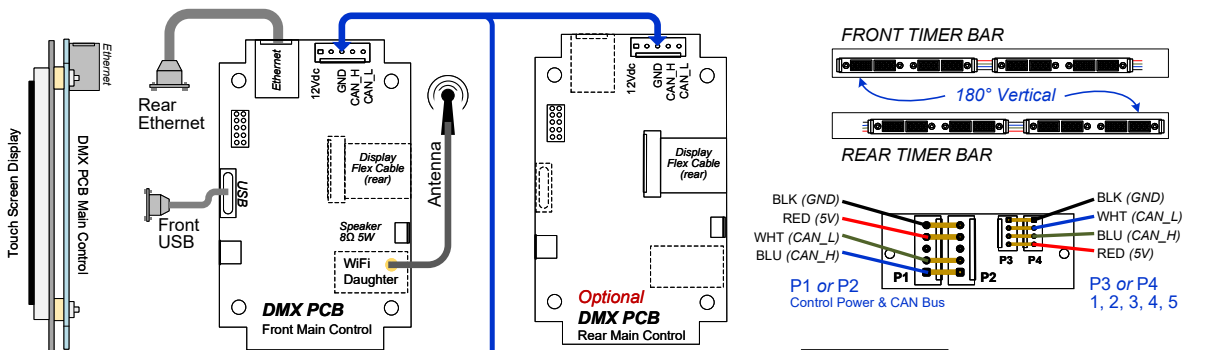 Touch Screen Display
DMX PCB Main Control
Ethernet
Rear
Ethernet
Front
USB
Ethernet
12Vdc
GND
CAN_H
CAN_L
USB
Display
Flex Cable
(rear)
Speaker
8Ω 5W
WiFi
Daughter
DMX PCB
Front Main Control
Antenna
12Vdc
GND
CAN_H
CAN_L
Display
Flex Cable
(rear)
Optional
DMX PCB
Rear Main Control
FRONT TIMER BAR
180° Vertical
REAR TIMER BAR
BLK (GND)
RED (5V)
WHT (CAN_L)
BLU (CAN_H)
P1
P2
P3
P4
BLK (GND)
WHT (CAN_L)
BLU (CAN_H)
RED (5V)
P1 or P2
Control Power & CAN Bus
P3 or P4
1, 2, 3, 4, 5